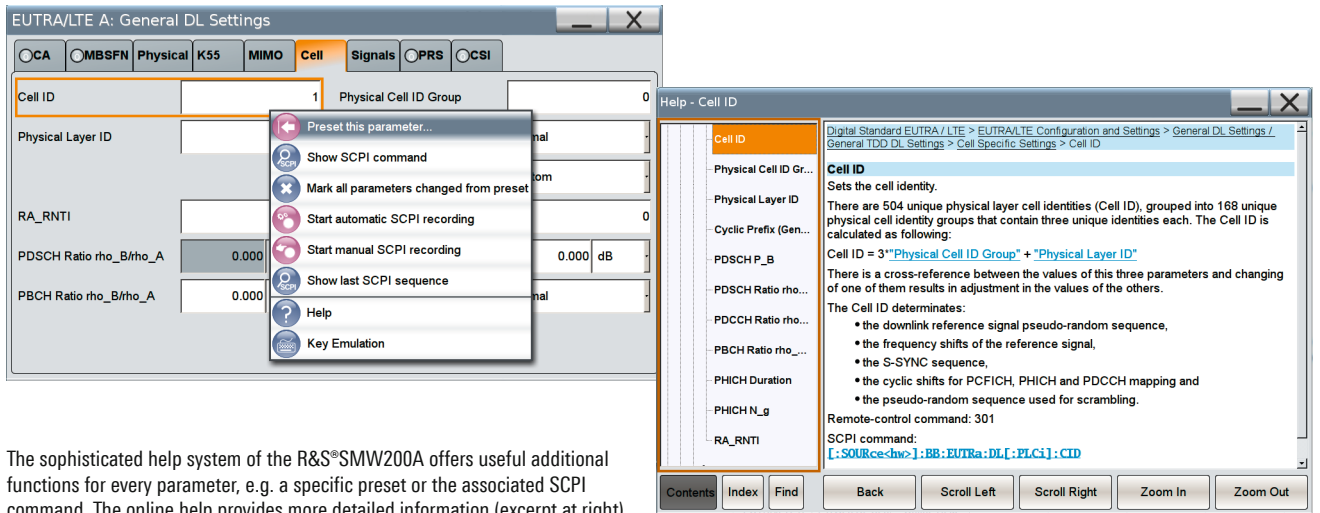 EUTRA/LTE A: General DL Settings
CA MBSFN Physical K55 MIMO Cell Signals PRS CSI
Cell ID 1 Physical Cell ID Group 0
Physical Layer ID
RA_RNTI 0
PDSCH Ratio rho_B/rho_A 0.000 0.000 dB
PBCH Ratio rho_B/rho_A 0.000
Preset this parameter...
Show SCPI command
Mark all parameters changed from preset
Start automatic SCPI recording
Start manual SCPI recording
Show last SCPI sequence
Help
Key Emulation
Help - Cell ID
Cell ID
Physical Cell ID Gr...
Physical Layer ID
Cyclic Prefix (Gen...
PDSCH P_B
PDSCH Ratio rho...
PDCCH Ratio rho...
PBCH Ratio rho_...
PHICH Duration
PHICH N_g
RA_RNTI
Digital Standard EUTRA / LTE > EUTRA/LTE Configuration and Settings > General DL Settings /
General TDD DL Settings > Cell Specific Settings > Cell ID
Cell ID
Sets the cell identity.
There are 504 unique physical layer cell identities (Cell ID), grouped into 168 unique
physical cell identity groups that contain three unique identities each. The Cell ID is
calculated as following:
Cell ID = 3*"Physical Cell ID Group" + "Physical Layer ID"
There is a cross-reference between the values of this three parameters and changing
of one of them results in adjustment in the values of the others.
The Cell ID determines:
• the downlink reference signal pseudo-random sequence,
• the frequency shifts of the reference signal,
• the S-SYNC sequence,
• the cyclic shifts for PCFICH, PHICH and PDCCH mapping and
• the pseudo-random sequence used for scrambling.
Remote-control command: 301
SCPI command:
[:SOURce<hw>]:BB:EUTRa:DL[:PLCi]:CID
Contents Index Find Back Scroll Left Scroll Right Zoom In Zoom Out
The sophisticated help system of the R&S®SMW200A offers useful additional
functions for every parameter, e.g. a specific preset or the associated SCPI
command. The online help provides more detailed information (excerpt at right).